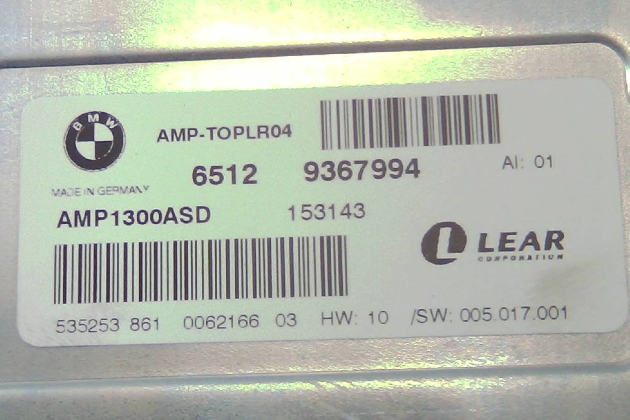 BMW
AMP-TOPLR04
6512 9367994 AI: 01
MADE IN GERMANY
AMP1300ASD 153143
LEAR
CORPORATION
535253 861 0062166 03 HW: 10 /SW: 005.017.001